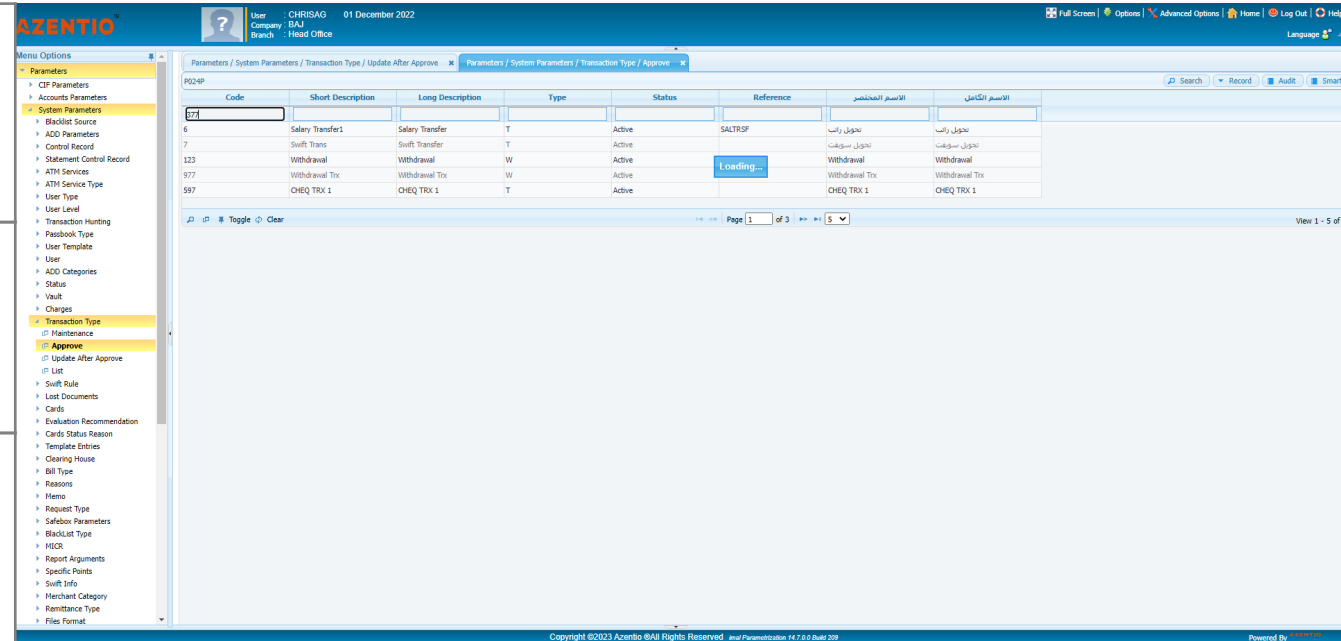 AZENTIO
User : CHRISAG 01 December 2022
Company : BAJ
Branch : Head Office
Full Screen | Options | Advanced Options | Home | Log Out | Help
Language
Menu Options
Parameters
CIF Parameters
Accounts Parameters
System Parameters
Blacklist Source
ADD Parameters
Control Record
Statement Control Record
ATM Services
ATM Service Type
User Type
User Level
Transaction Hunting
Passbook Type
User Template
User
ADD Categories
Status
Vault
Charges
Transaction Type
Maintenance
Approve
Update After Approve
List
Swift Rule
Lost Documents
Cards
Evaluation Recommendation
Cards Status Reason
Template Entries
Clearing House
Bill Type
Reasons
Memo
Request Type
Safebox Parameters
BlackList Type
MICR
Report Arguments
Specific Points
Swift Info
Merchant Category
Remittance Type
Files Format
Parameters / System Parameters / Transaction Type / Update After Approve Parameters / System Parameters / Transaction Type / Approve
P024P Search Record Audit Smart
Code Short Description Long Description Type Status Reference الاسم المختصر الاسم الكامل
377
6 Salary Transfer1 Salary Transfer T Active SALTRSF تحويل راتب تحويل راتب
7 Swift Trans Swift Transfer T Active تحويل سويفت تحويل سويفت
123 Withdrawal Withdrawal W Active Withdrawal Withdrawal
Loading...
977 Withdrawal Trx Withdrawal Trx W Active Withdrawal Trx Withdrawal Trx
597 CHEQ TRX 1 CHEQ TRX 1 T Active CHEQ TRX 1 CHEQ TRX 1
Toggle Clear Page 1 of 3 5 View 1 - 5 of
Copyright ©2023 Azentio ®All Rights Reserved imal Parametrization 14.7.0.0 Build 209 Powered By AZENTIO